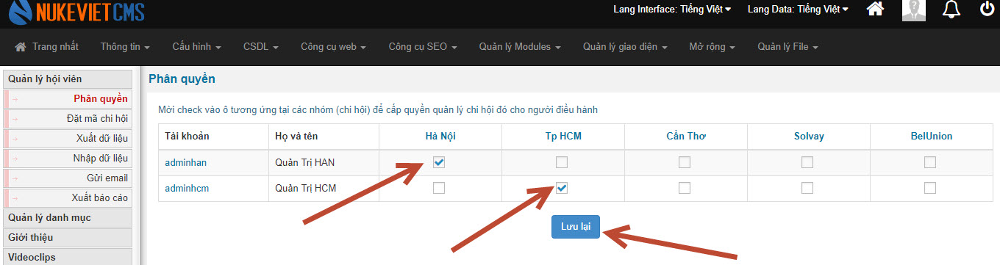 NUKEVIETCMS
Lang Interface: Tiếng Việt Lang Data: Tiếng Việt
Trang nhất Thông tin Cấu hình CSDL Công cụ web Công cụ SEO Quản lý Modules Quản lý giao diện Mở rộng Quản lý File
Quản lý hội viên
Phân quyền
Đặt mã chi hội
Xuất dữ liệu
Nhập dữ liệu
Gửi email
Xuất báo cáo
Quản lý danh mục
Giới thiệu
Videoclips
Phân quyền
Mời check vào ô tương ứng tại các nhóm (chi hội) để cấp quyền quản lý chi hội đó cho người điều hành
Tài khoản Họ và tên Hà Nội Tp HCM Cần Thơ Solvay BelUnion
adminhan Quản Trị HAN
adminhcm Quản Trị HCM
Lưu lại